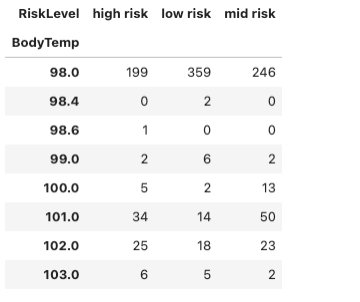 RiskLevel high risk low risk mid risk
BodyTemp
98.0 199 359 246
98.4 0 2 0
98.6 1 0 0
99.0 2 6 2
100.0 5 2 13
101.0 34 14 50
102.0 25 18 23
103.0 6 5 2